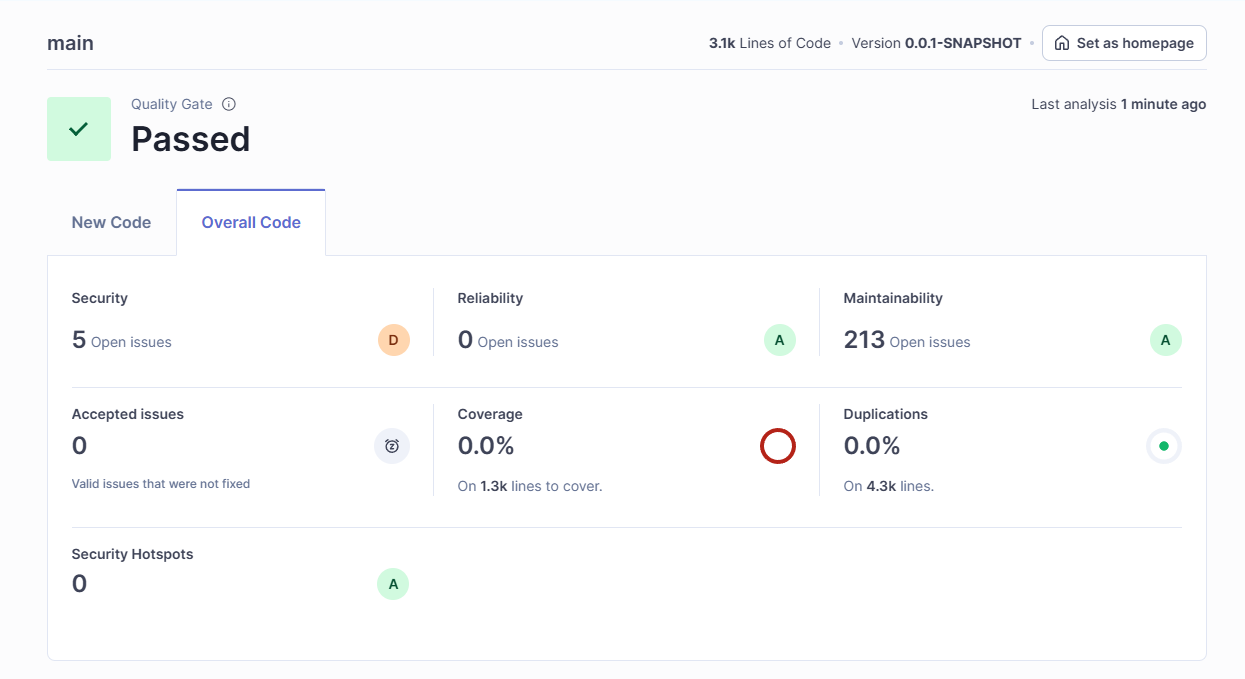 main
3.1k Lines of Code • Version 0.0.1-SNAPSHOT • Set as homepage
Quality Gate
Last analysis 1 minute ago
Passed
New Code
Overall Code
Security
5 Open issues
D
Reliability
0 Open issues
A
Maintainability
213 Open issues
A
Accepted issues
0
Valid issues that were not fixed
Coverage
0.0%
On 1.3k lines to cover.
Duplications
0.0%
On 4.3k lines.
Security Hotspots
0
A